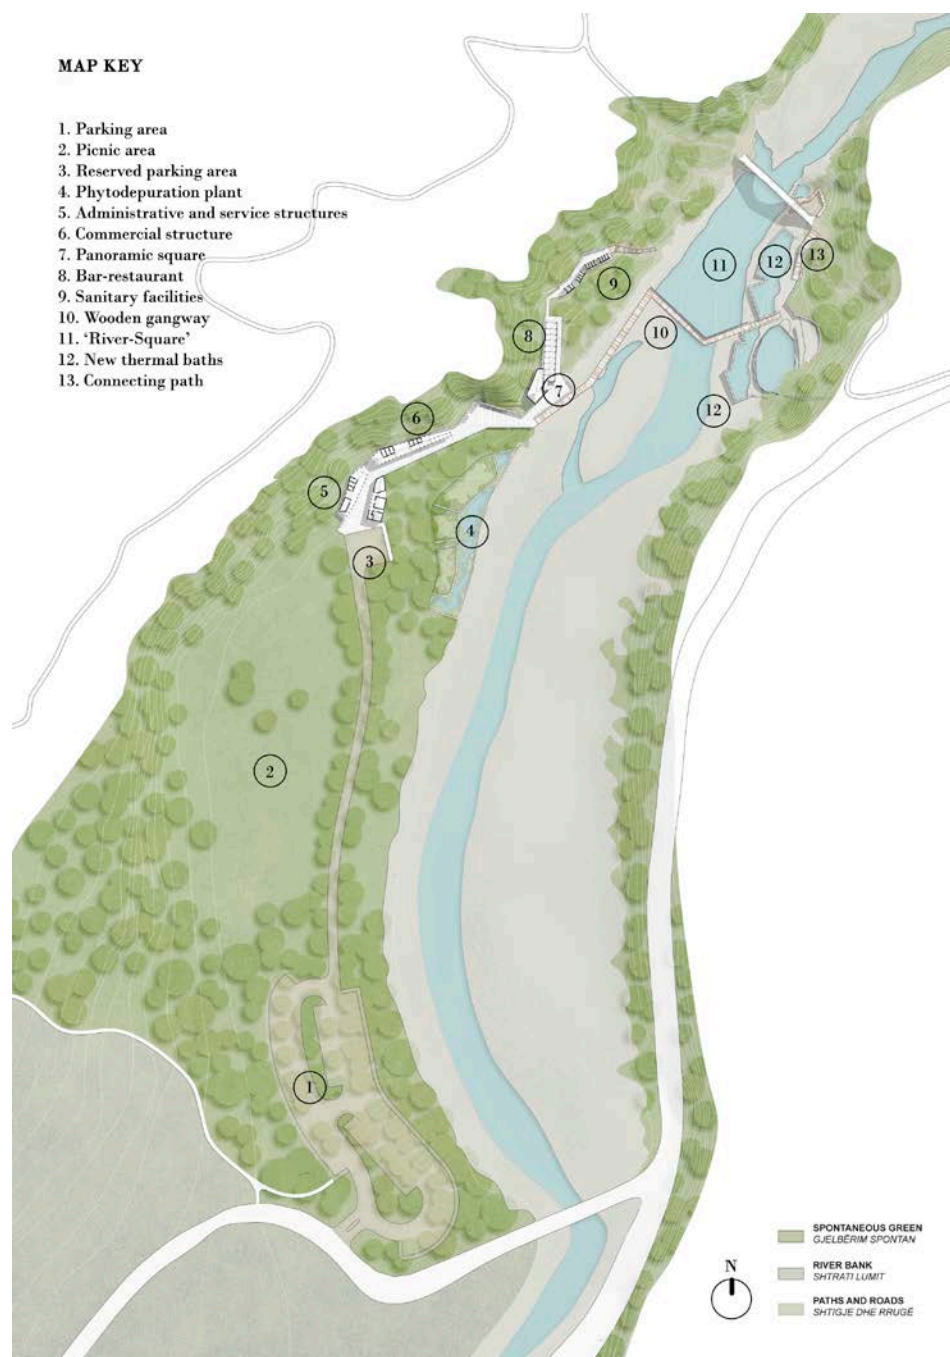 MAP KEY
1. Parking area
2. Picnic area
3. Reserved parking area
4. Phytodepuration plant
5. Administrative and service structures
6. Commercial structure
7. Panoramic square
8. Bar-restaurant
9. Sanitary facilities
10. Wooden gangway
11. ‘River-Square’
12. New thermal baths
13. Connecting path
11
12
13
9
10
8
7
12
6
5
4
3
2
1
SPONTANEOUS GREEN
GJELBËRIM SPONTAN
N
RIVER BANK
SHTRATI LUMIT
PATHS AND ROADS
SHTIGJE DHE RRUGË